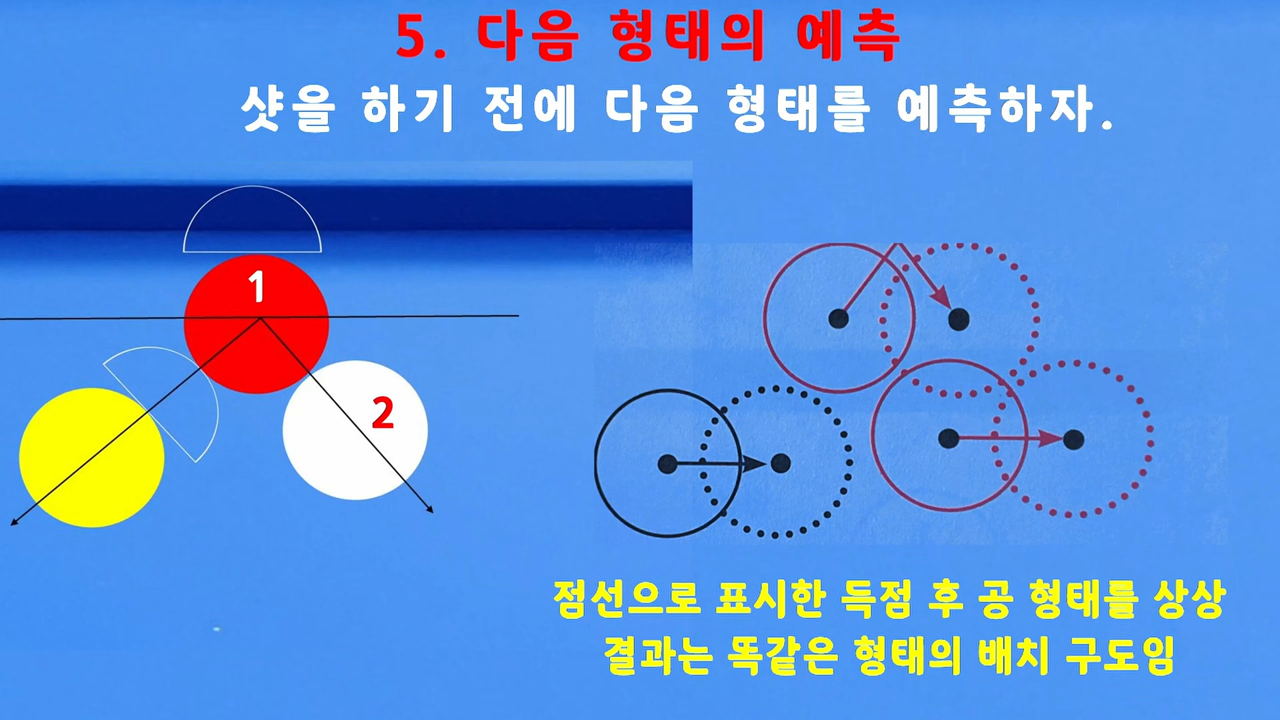 5. 다음 형태의 예측
샷을 하기 전에 다음 형태를 예측하자.
1
2
점선으로 표시한 득점 후 공 형태를 상상
결과는 똑같은 형태의 배치 구도임